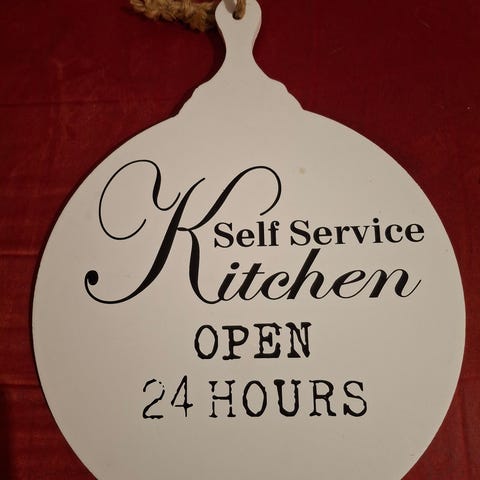 Self Service
Kitchen
OPEN
24 HOURS